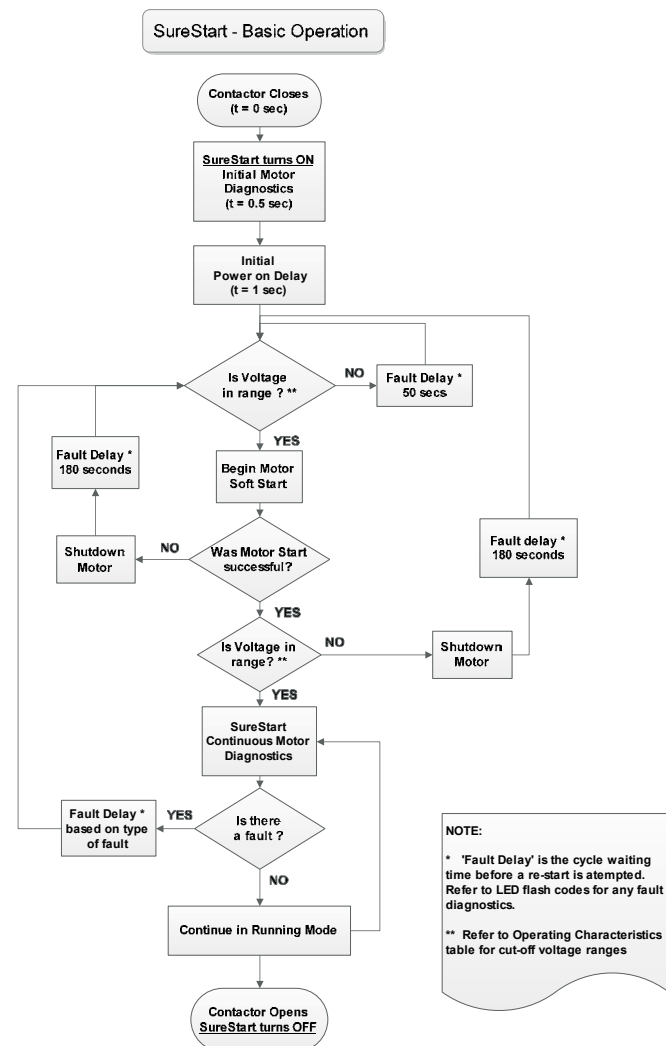 SureStart - Basic Operation
Contactor Closes
(t = 0 sec)
SureStart turns ON
Initial Motor
Diagnostics
(t = 0.5 sec)
Initial
Power on Delay
(t = 1 sec)
Is Voltage
in range ? **
NO
Fault Delay *
50 secs
YES
Fault Delay *
180 seconds
Begin Motor
Soft Start
Shutdown
Motor
NO
Was Motor Start
successful?
Fault delay *
180 seconds
YES
Is Voltage in
range? **
NO
Shutdown
Motor
YES
SureStart
Continuous Motor
Diagnostics
Fault Delay *
based on type
of fault
YES
Is there
a fault ?
NO
Continue in Running Mode
Contactor Opens
SureStart turns OFF
NOTE:
* 'Fault Delay' is the cycle waiting
time before a re-start is atempted.
Refer to LED flash codes for any fault
diagnostics.
** Refer to Operating Characteristics
table for cut-off voltage ranges